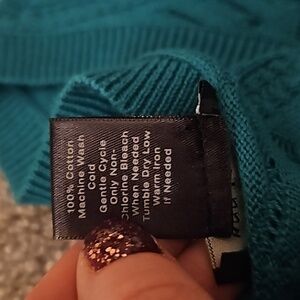 100% Cotton
Machine Wash
Cold
Gentle Cycle
Only Non-
Chlorine Bleach
When Needed
Tumble Dry Low
Warm Iron
If Needed